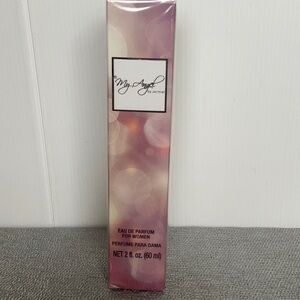 My Angel
EAU DE PARFUM
FOR WOMEN
PERFUME PARA DAMA
NET 2 fl. oz. (60 ml)